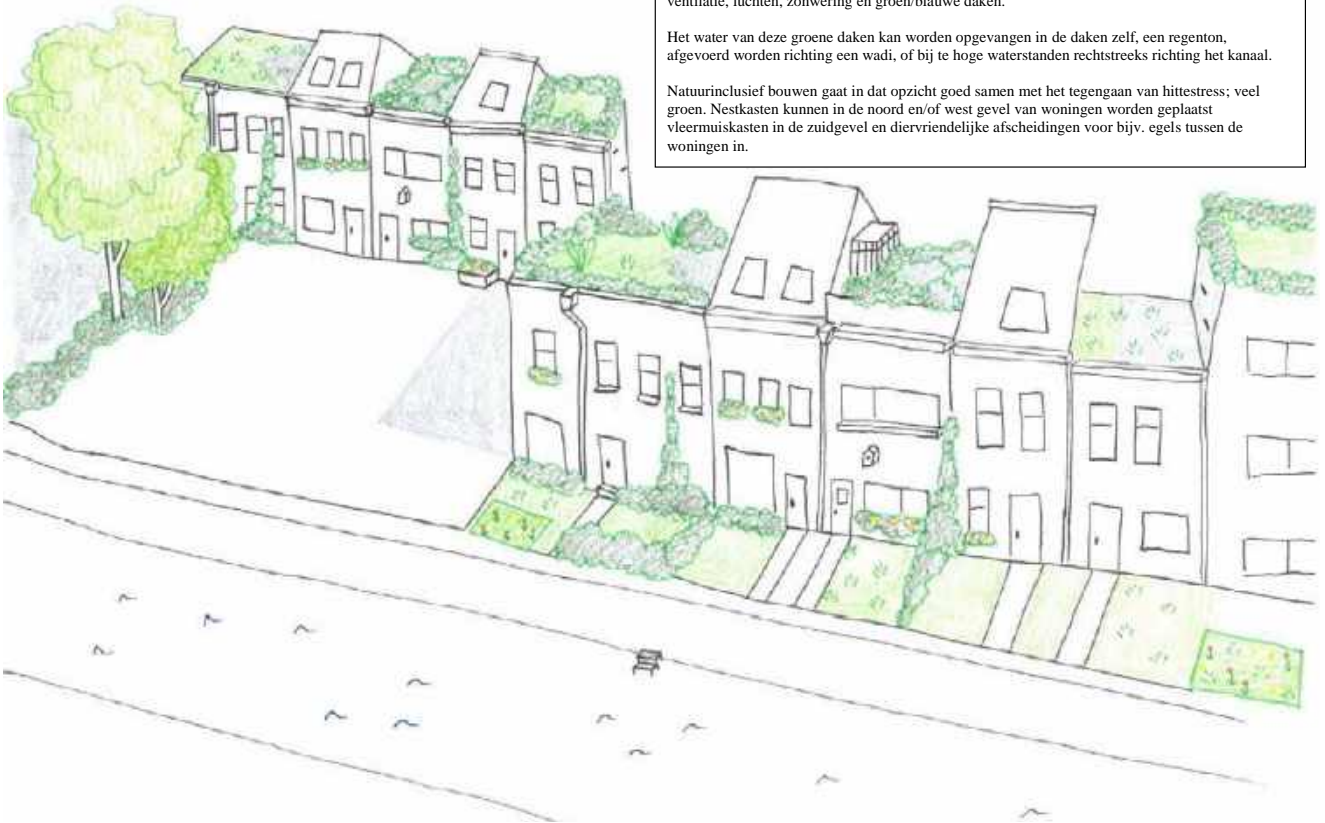 ventilatie, luchten, zonwering en groen/blauwe daken.
Het water van deze groene daken kan worden opgevangen in de daken zelf, een regenton,
afgevoerd worden richting een wadi, of bij te hoge waterstanden rechtstreeks richting het kanaal.
Natuurinclusief bouwen gaat in dat opzicht goed samen met het tegengaan van hittestress; veel
groen. Nestkasten kunnen in de noord en/of west gevel van woningen worden geplaatst
vleermuiskasten in de zuidgevel en diervriendelijke afscheidingen voor bijv. egels tussen de
woningen in.